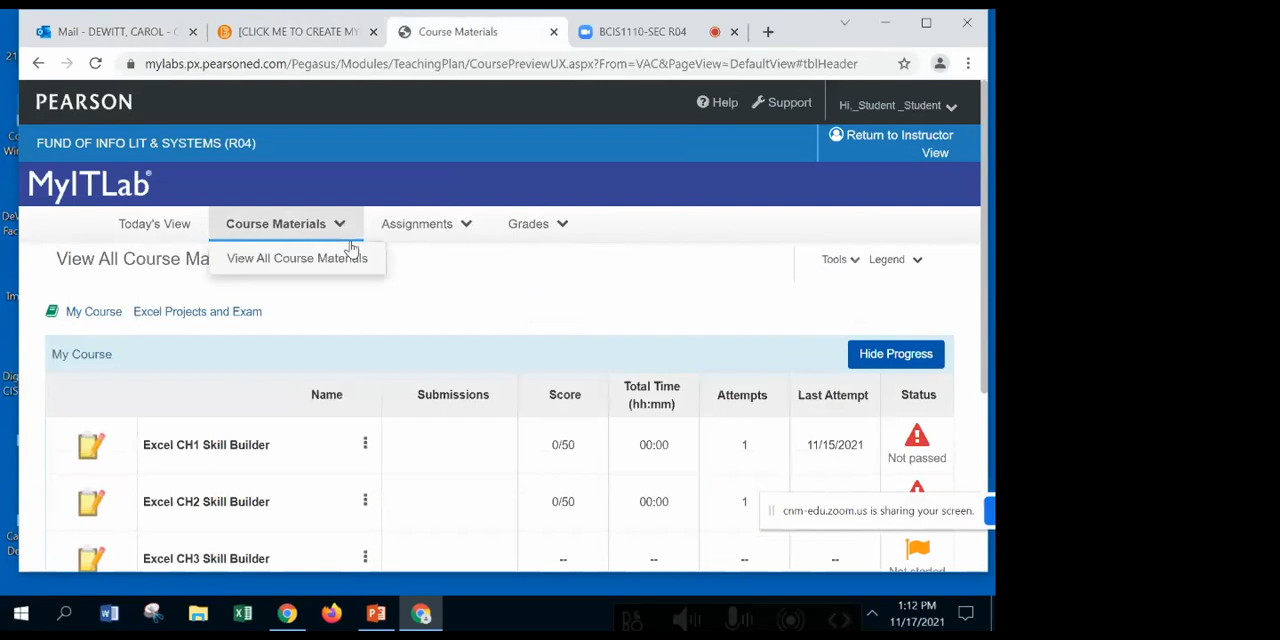 Mail - DEWITT, CAROL - C
[CLICK ME TO CREATE MY
Course Materials
BCIS1110-SEC R04
mylabs.px.pearsoned.com/Pegasus/Modules/TeachingPlan/CoursePreviewUX.aspx?From=VAC&PageView=DefaultView#tblHeader
PEARSON
Help
Support
Hi,_Student _Student
FUND OF INFO LIT & SYSTEMS (R04)
Return to Instructor
View
MyITLab®
Today's View
Course Materials
Assignments
Grades
View All Course Ma
View All Course Materials
Tools
Legend
My Course
Excel Projects and Exam
My Course
Hide Progress
Name
Submissions
Score
Total Time
(hh:mm)
Attempts
Last Attempt
Status
Excel CH1 Skill Builder
0/50
00:00
1
11/15/2021
Not passed
Excel CH2 Skill Builder
0/50
00:00
1
cnm-edu.zoom.us is sharing your screen.
Excel CH3 Skill Builder
--
--
--
--
Not started
1:12 PM
11/17/2021